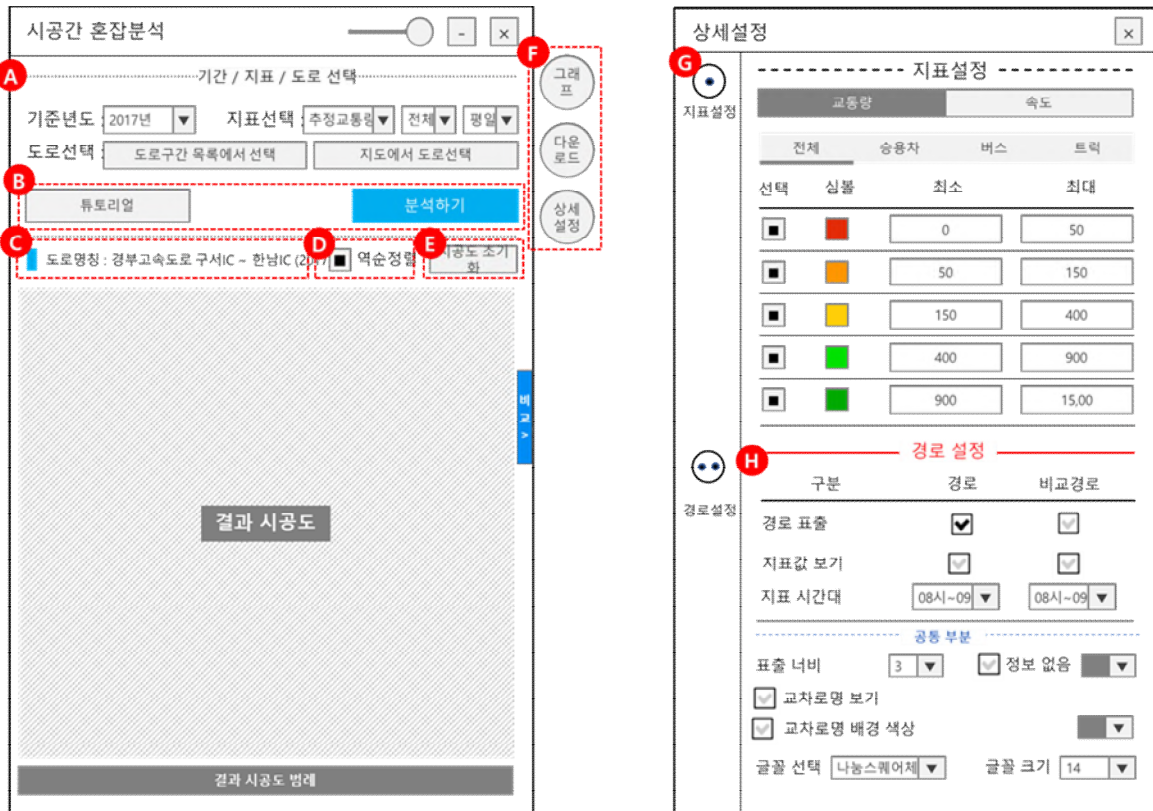 시공간 혼잡분석
-
×
A
기간 / 지표 / 도로 선택
기준년도 : 2017년 ▼ 지표선택 : 추정교통량 ▼ 전체 ▼ 평일 ▼
도로선택 : 도로구간 목록에서 선택 지도에서 도로선택
B
튜토리얼 분석하기
C
도로명칭 : 경부고속도로 구서IC ~ 한남IC
D
역순정렬
E
시공도 초기
화
비
교
>
결과 시공도
결과 시공도 범례
F
그래
프
다운
로드
상세
설정
상세설정
×
G
지표설정
지표설정
교통량 속도
전체 승용차 버스 트럭
선택 심볼 최소 최대
0 50
50 150
150 400
400 900
900 15,00
경로설정
H
경로 설정
구분 경로 비교경로
경로 표출
지표값 보기
지표 시간대 08시~09 ▼ 08시~09 ▼
공통 부분
표출 너비 3 ▼ 정보 없음 ▼
교차로명 보기
교차로명 배경 색상 ▼
글꼴 선택 나눔스퀘어체 ▼ 글꼴 크기 14 ▼